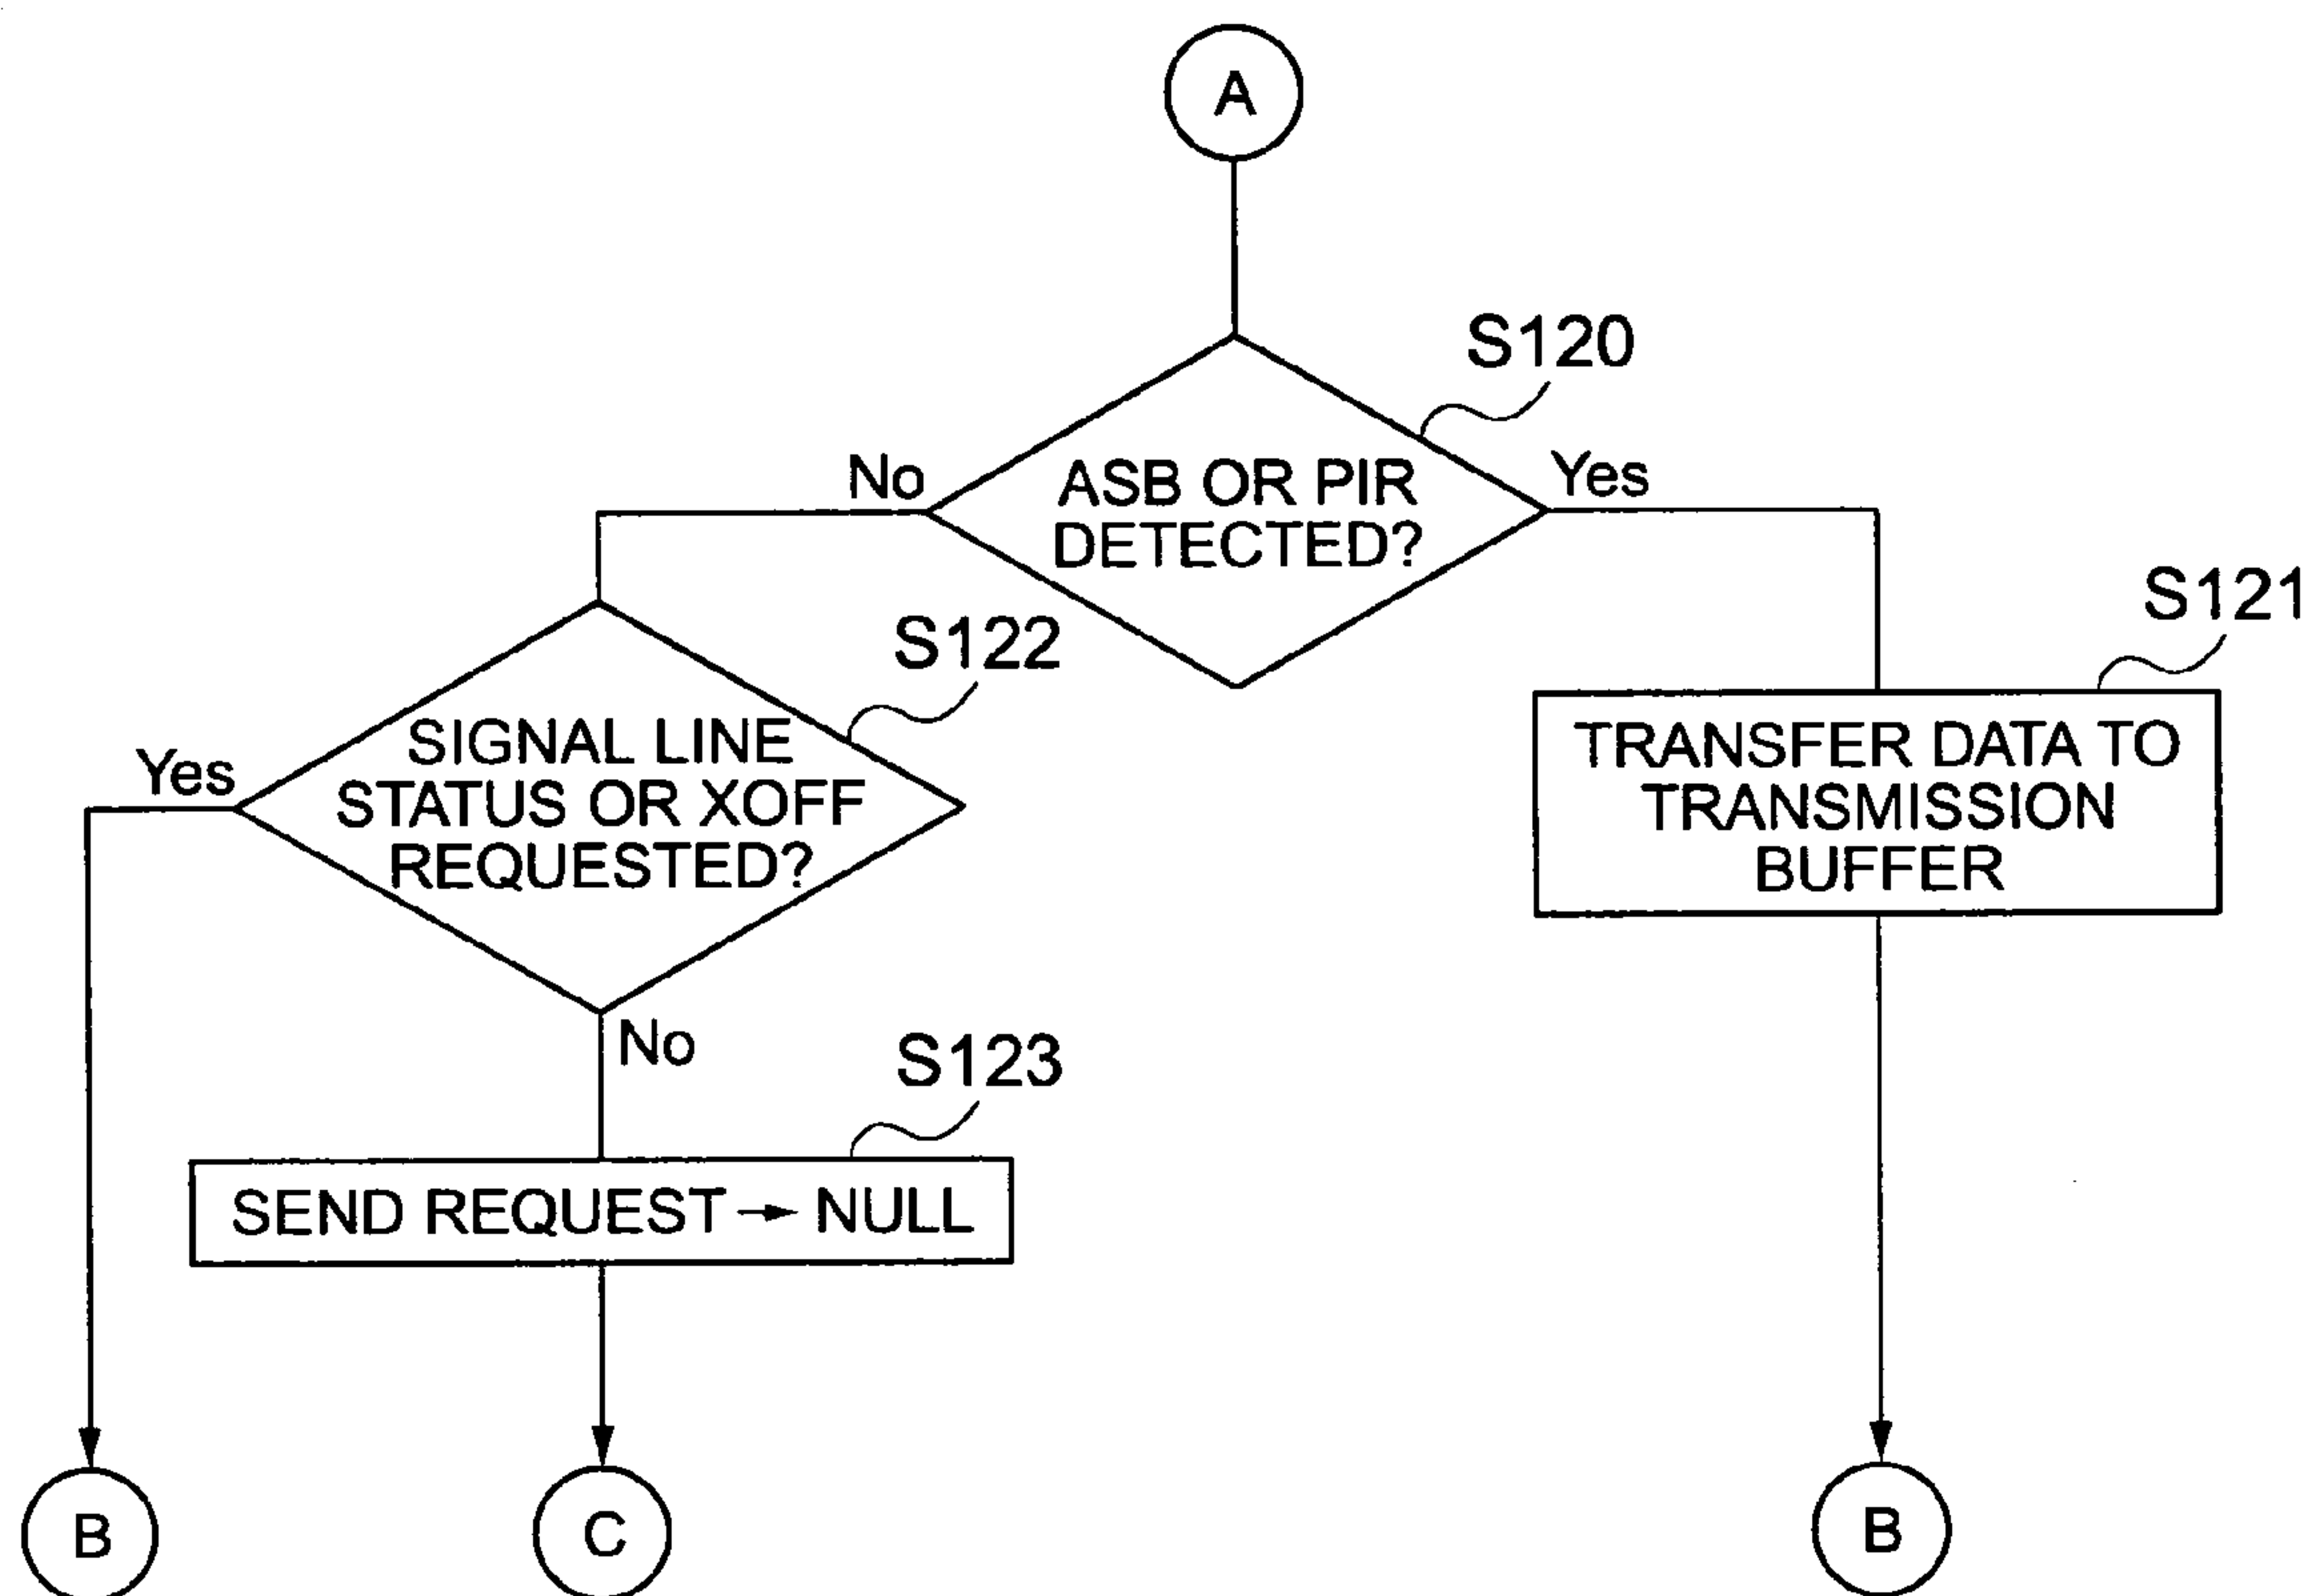 A
S120
No
ASB OR PIR
DETECTED?
Yes
S121
S122
SIGNAL LINE
STATUS OR XOFF
REQUESTED?
Yes
TRANSFER DATA TO
TRANSMISSION
BUFFER
No
S123
SEND REQUEST → NULL
B
C
B